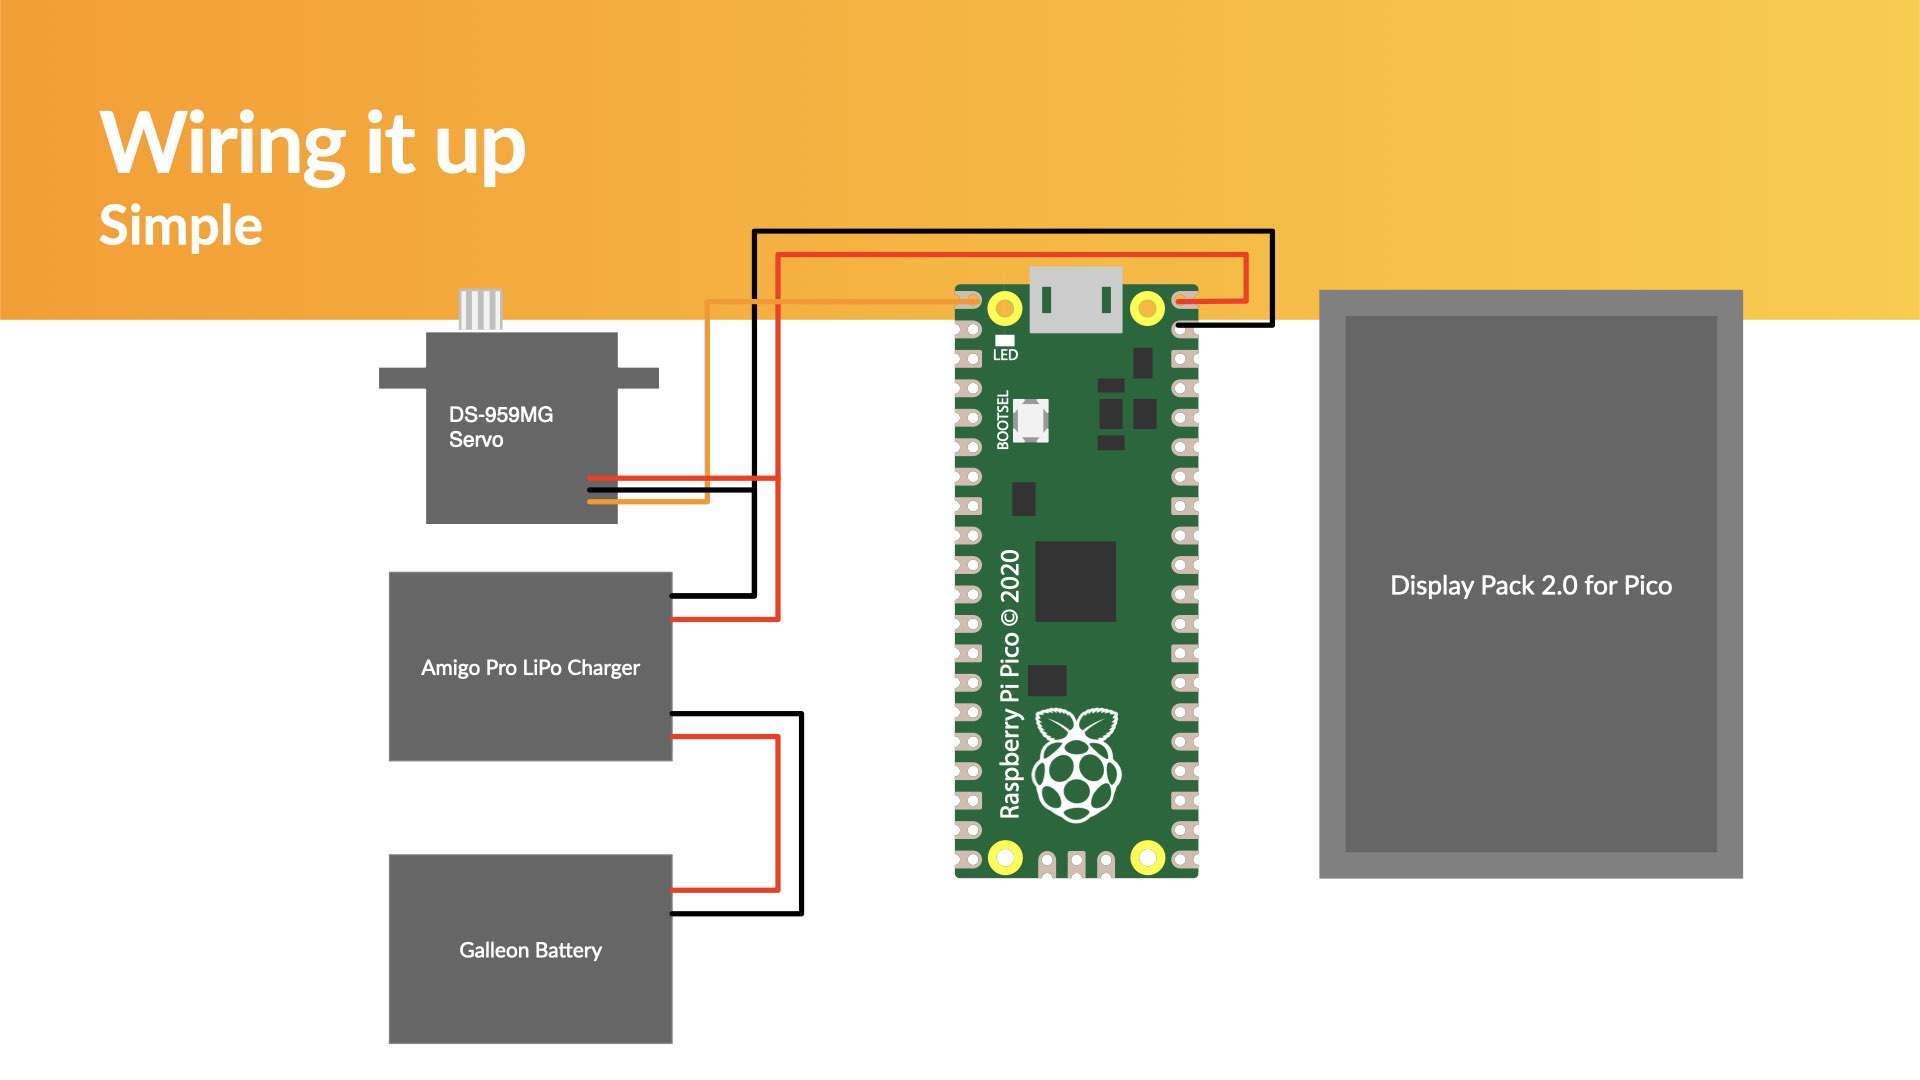 Wiring it up
Simple
DS-959MG
Servo
Amigo Pro LiPo Charger
Galleon Battery
LED
BOOTSEL
Raspberry Pi Pico © 2020
Display Pack 2.0 for Pico